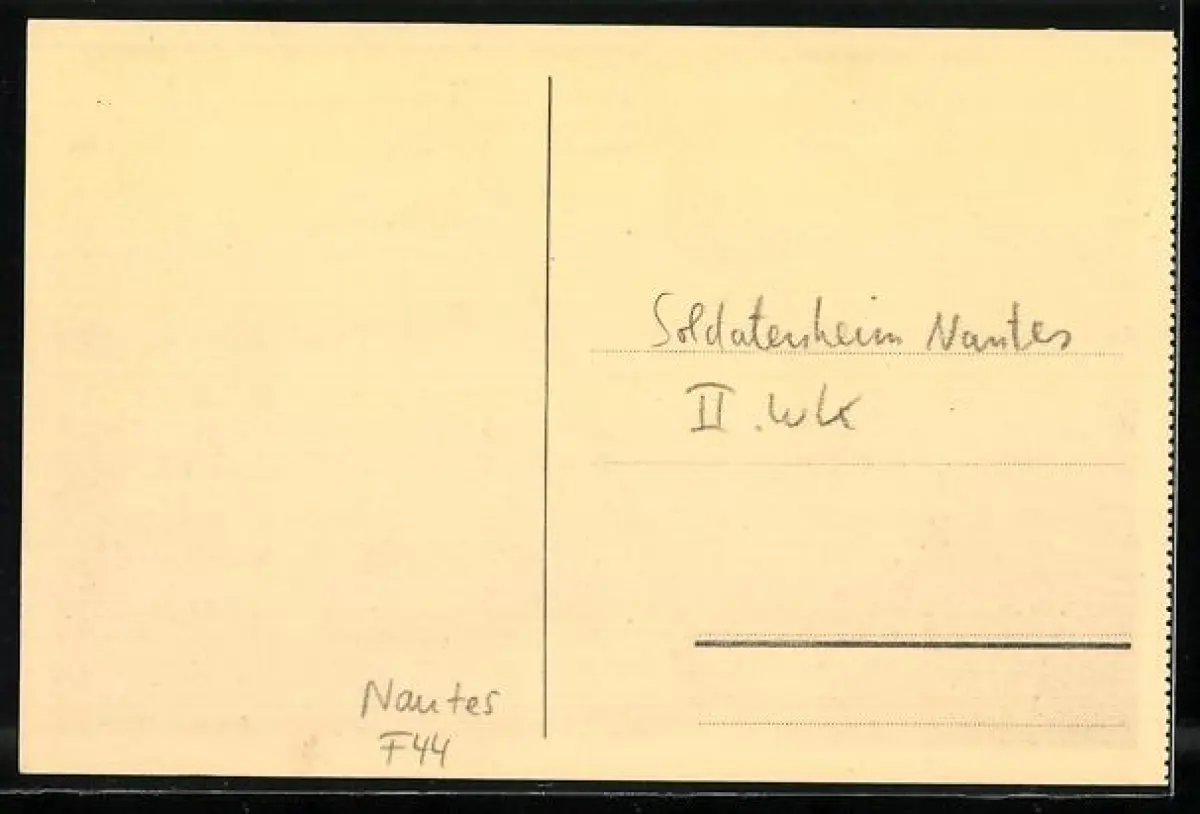 Soldatenheim Nantes
II. WK
Nantes
F44